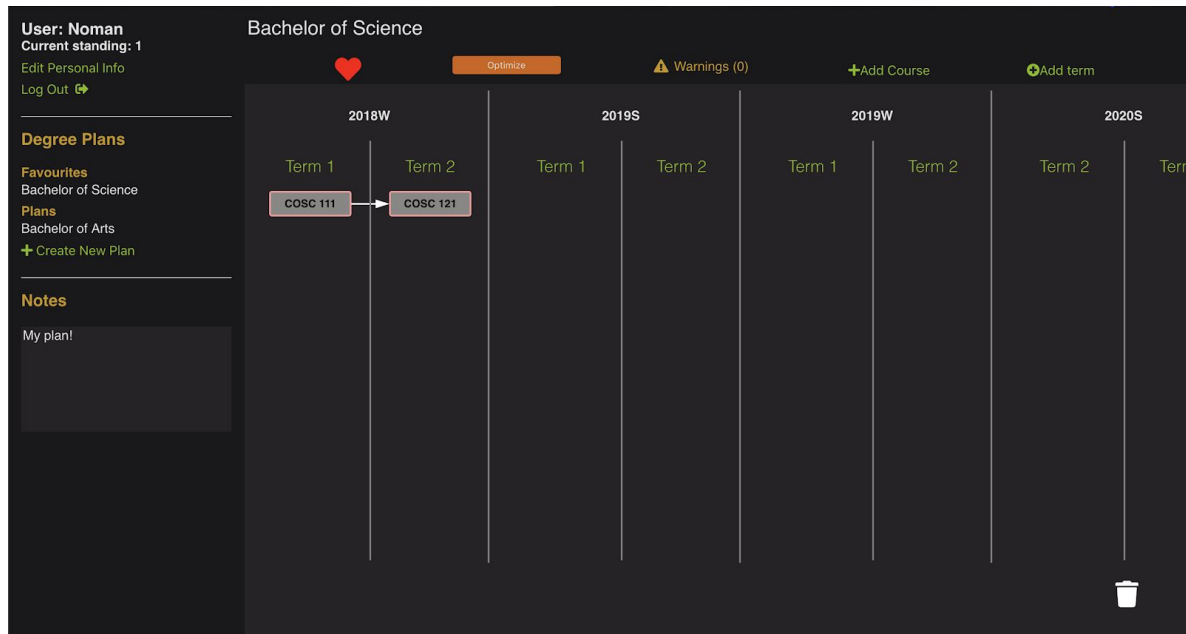 User: Noman
Current standing: 1
Edit Personal Info
Log Out
Degree Plans
Favourites
Bachelor of Science
Plans
Bachelor of Arts
Create New Plan
Notes
My plan!
Bachelor of Science
Optimize
Warnings (0)
Add Course
Add term
2018W 2019S 2019W 2020S
Term 1 Term 2 Term 1 Term 2 Term 1 Term 2 Term 2
COSC 111 COSC 121